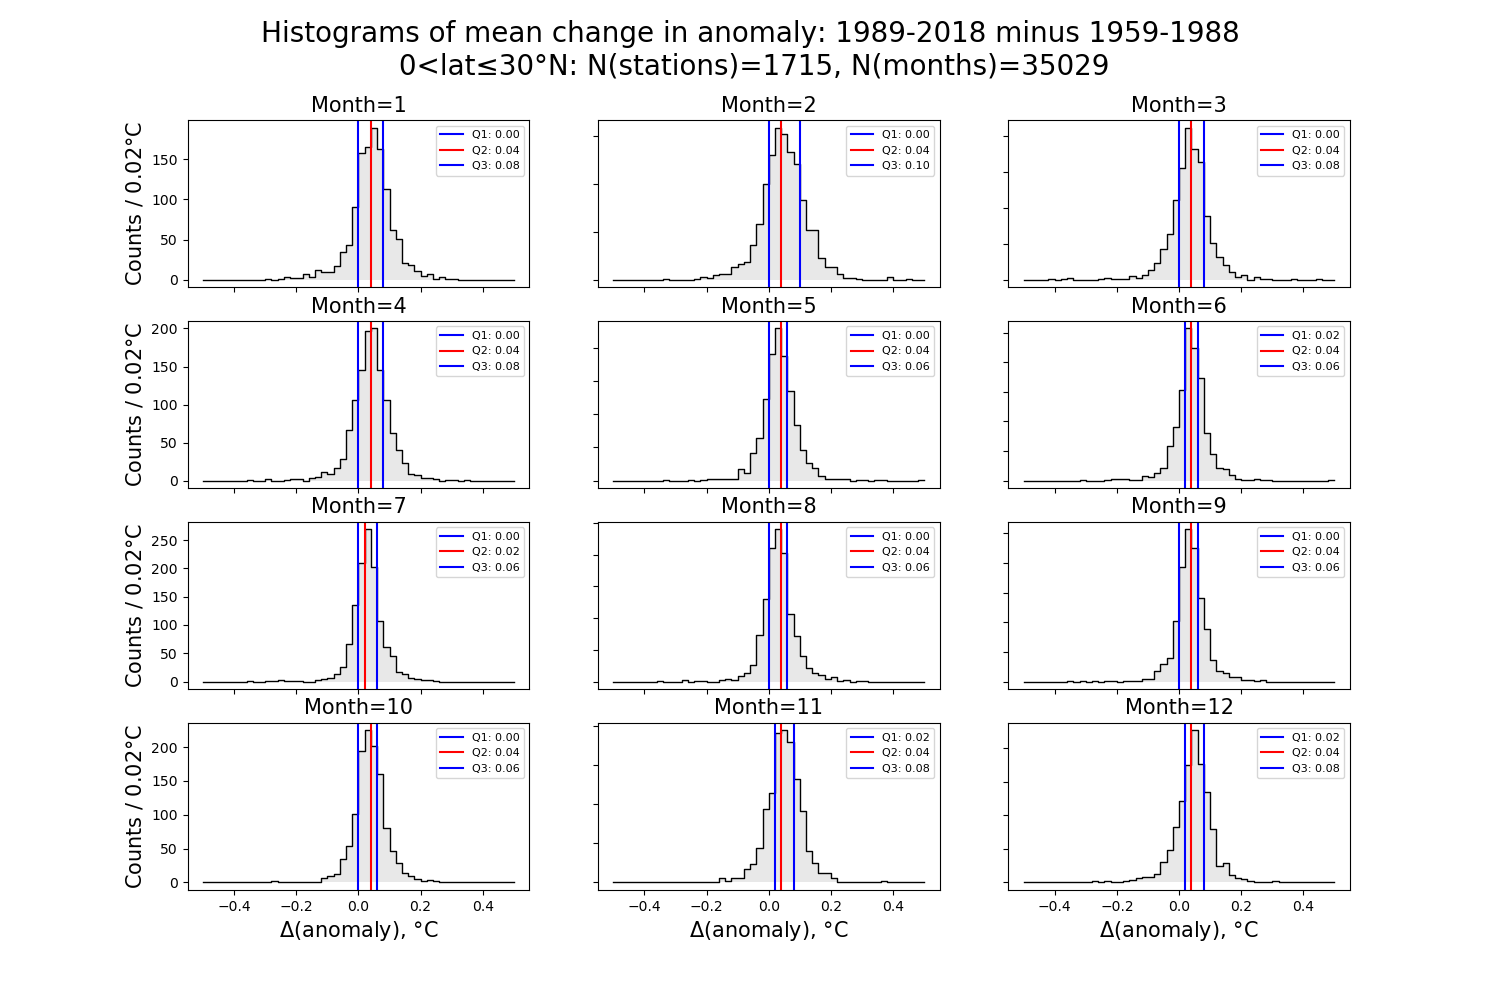 Histograms of mean change in anomaly: 1989-2018 minus 1959-1988
0<lat≤30°N: N(stations)=1715, N(months)=35029
Month=1
Counts / 0.02°C
150
100
50
0
Q1: 0.00
Q2: 0.04
Q3: 0.08
Month=2
Q1: 0.00
Q2: 0.04
Q3: 0.10
Month=3
Q1: 0.00
Q2: 0.04
Q3: 0.08
Month=4
Counts / 0.02°C
200
150
100
50
0
Q1: 0.00
Q2: 0.04
Q3: 0.08
Month=5
Q1: 0.00
Q2: 0.04
Q3: 0.06
Month=6
Q1: 0.02
Q2: 0.04
Q3: 0.06
Month=7
Counts / 0.02°C
250
200
150
100
50
0
Q1: 0.00
Q2: 0.02
Q3: 0.06
Month=8
Q1: 0.00
Q2: 0.04
Q3: 0.06
Month=9
Q1: 0.00
Q2: 0.04
Q3: 0.06
Month=10
Counts / 0.02°C
200
150
100
50
0
Q1: 0.00
Q2: 0.04
Q3: 0.06
−0.4 −0.2 0.0 0.2 0.4
Δ(anomaly), °C
Month=11
Q1: 0.02
Q2: 0.04
Q3: 0.08
−0.4 −0.2 0.0 0.2 0.4
Δ(anomaly), °C
Month=12
Q1: 0.02
Q2: 0.04
Q3: 0.08
−0.4 −0.2 0.0 0.2 0.4
Δ(anomaly), °C